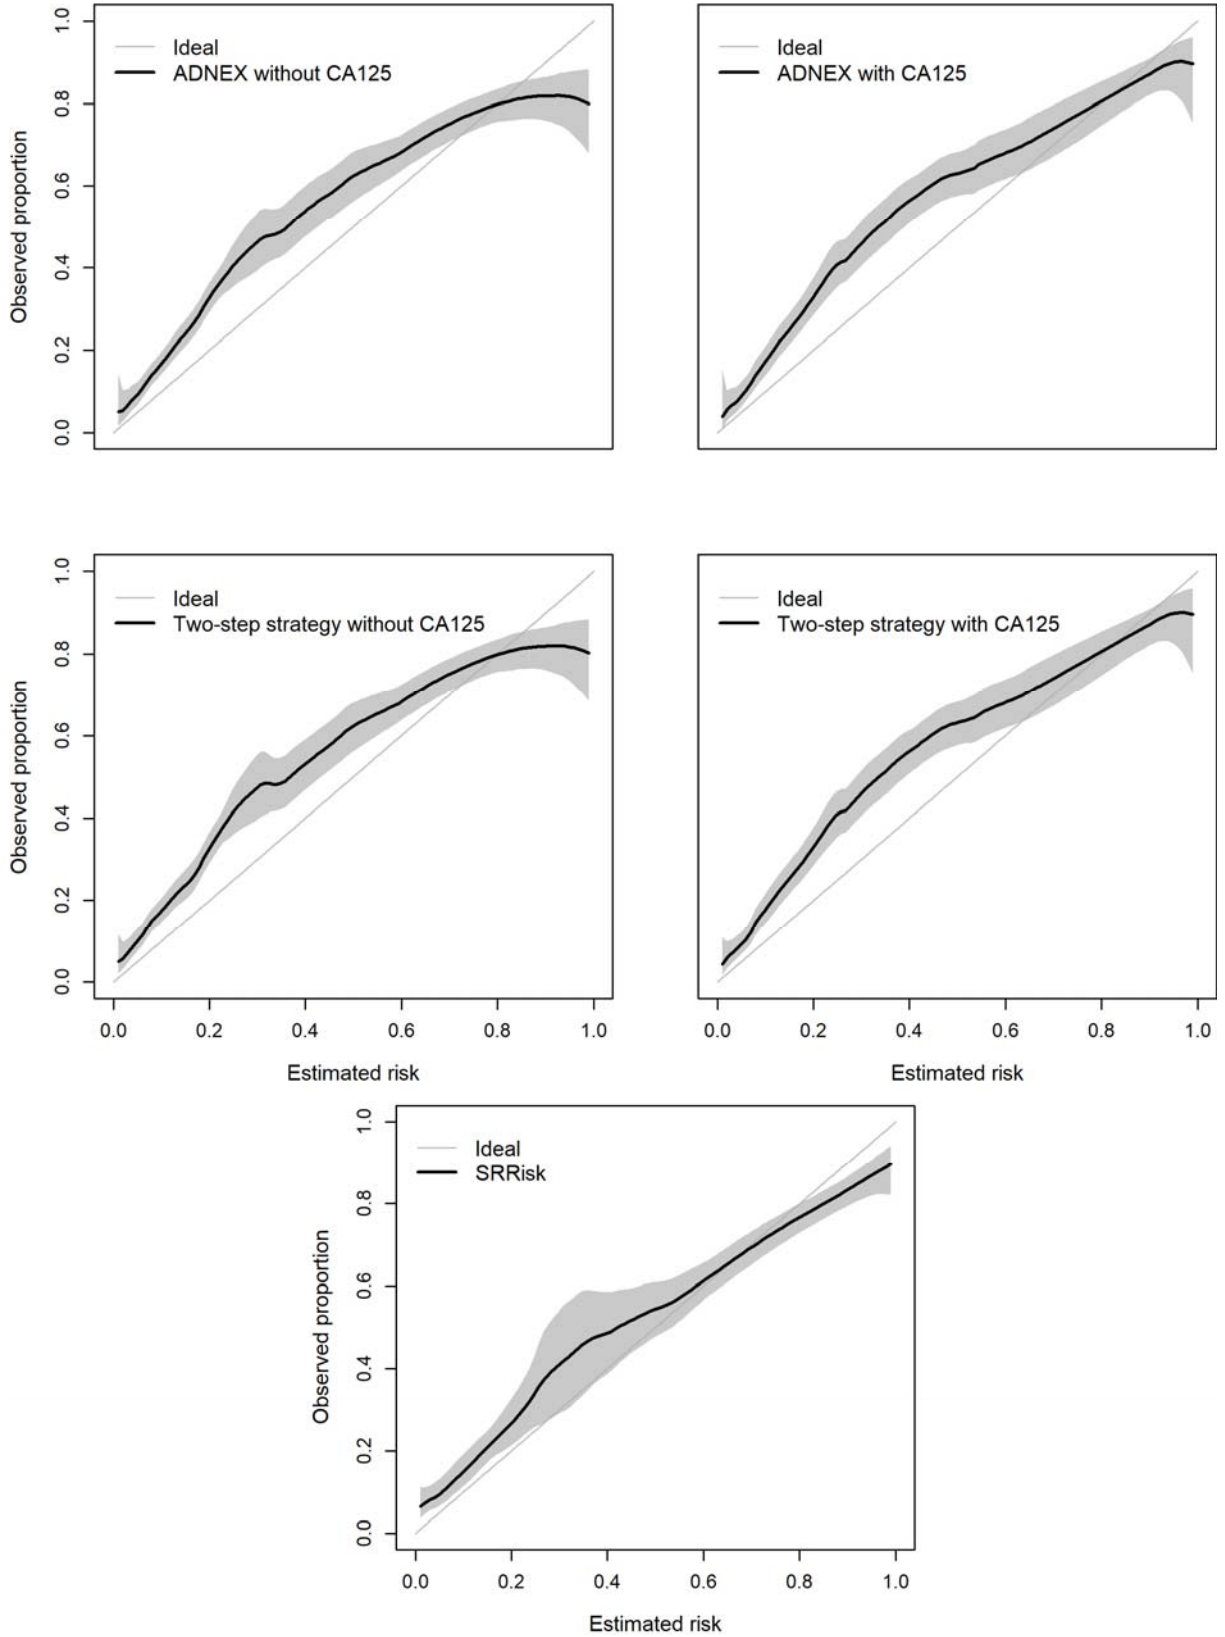 Ideal
ADNEX without CA125
Observed proportion
0.0 0.2 0.4 0.6 0.8 1.0
Ideal
ADNEX with CA125
Ideal
Two-step strategy without CA125
Observed proportion
0.0 0.2 0.4 0.6 0.8 1.0
0.0 0.2 0.4 0.6 0.8 1.0
Estimated risk
Ideal
Two-step strategy with CA125
0.0 0.2 0.4 0.6 0.8 1.0
Estimated risk
Ideal
SRRisk
Observed proportion
0.0 0.2 0.4 0.6 0.8 1.0
0.0 0.2 0.4 0.6 0.8 1.0
Estimated risk